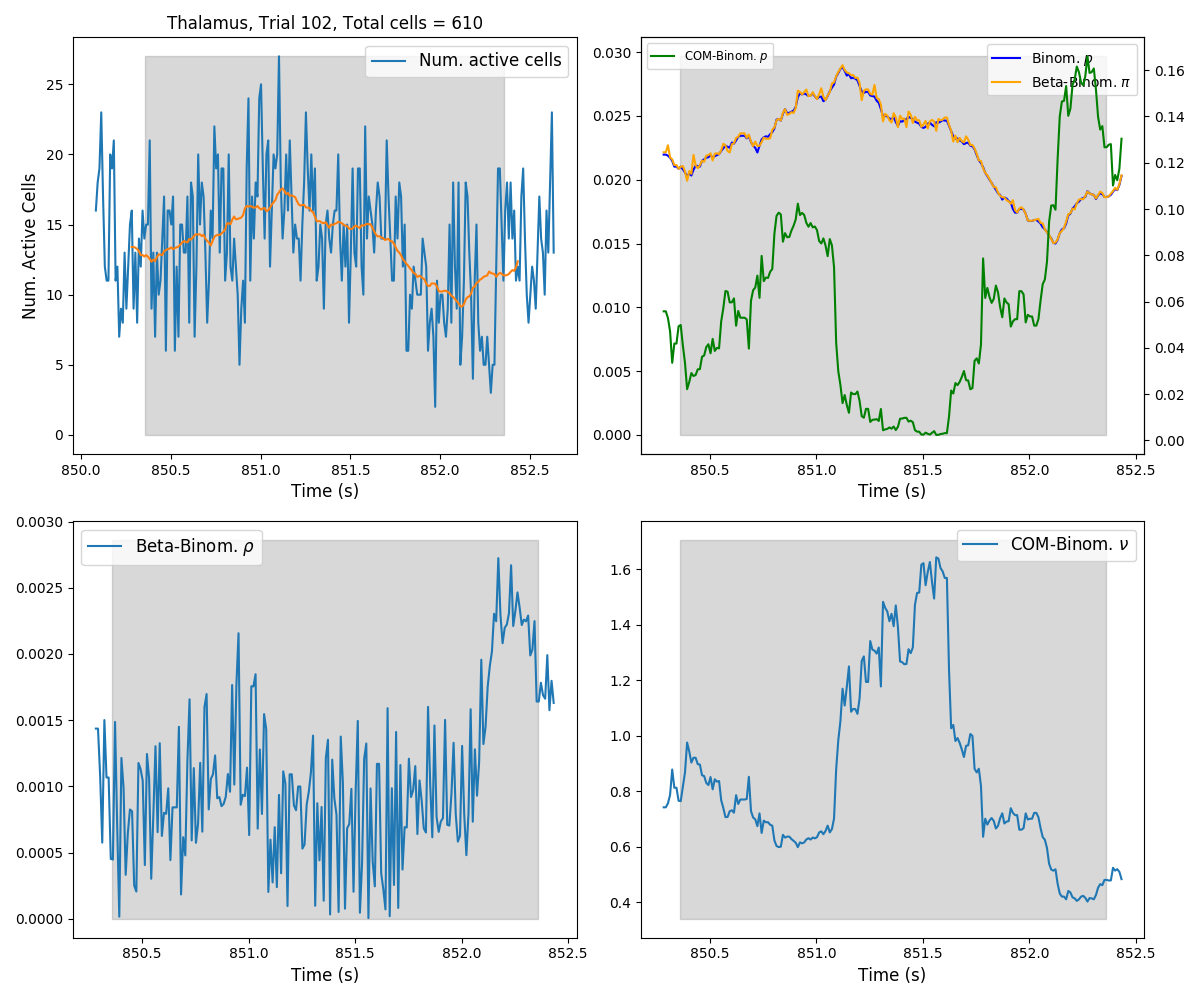 Thalamus, Trial 102, Total cells = 610
Num. active cells
Num. Active Cells
25
20
15
10
5
0
850.0 850.5 851.0 851.5 852.0 852.5
Time (s)
COM-Binom. p
Binom. p
Beta-Binom. π
0.030
0.025
0.020
0.015
0.010
0.005
0.000
0.16
0.14
0.12
0.10
0.08
0.06
0.04
0.02
0.00
850.5 851.0 851.5 852.0 852.5
Time (s)
Beta-Binom. ρ
0.0030
0.0025
0.0020
0.0015
0.0010
0.0005
0.0000
850.5 851.0 851.5 852.0 852.5
Time (s)
COM-Binom. ν
1.6
1.4
1.2
1.0
0.8
0.6
0.4
850.5 851.0 851.5 852.0 852.5
Time (s)